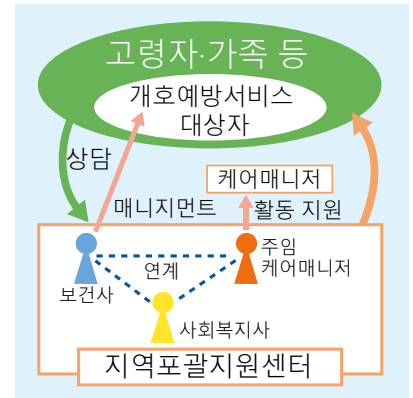 고령자·가족 등
개호예방서비스
대상자
상담
케어매니저
매니지먼트
활동 지원
주임
케어매니저
연계
보건사
사회복지사
지역포괄지원센터